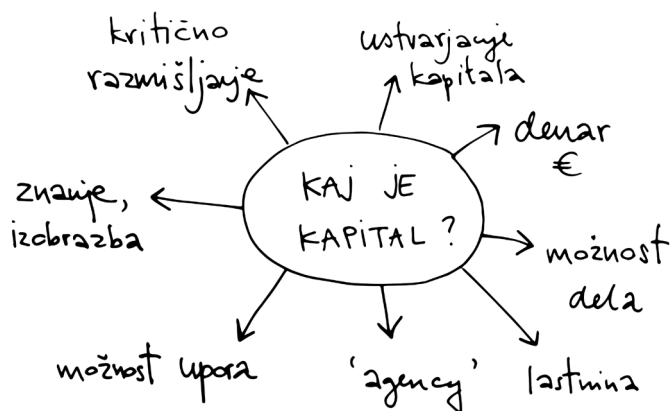 kritično
razmišljanje
ustvarjanje
kapitala
denar
€
KAJ JE
KAPITAL ?
znanje,
izobrazba
možnost
dela
možnost upora
'agency'
lastnina